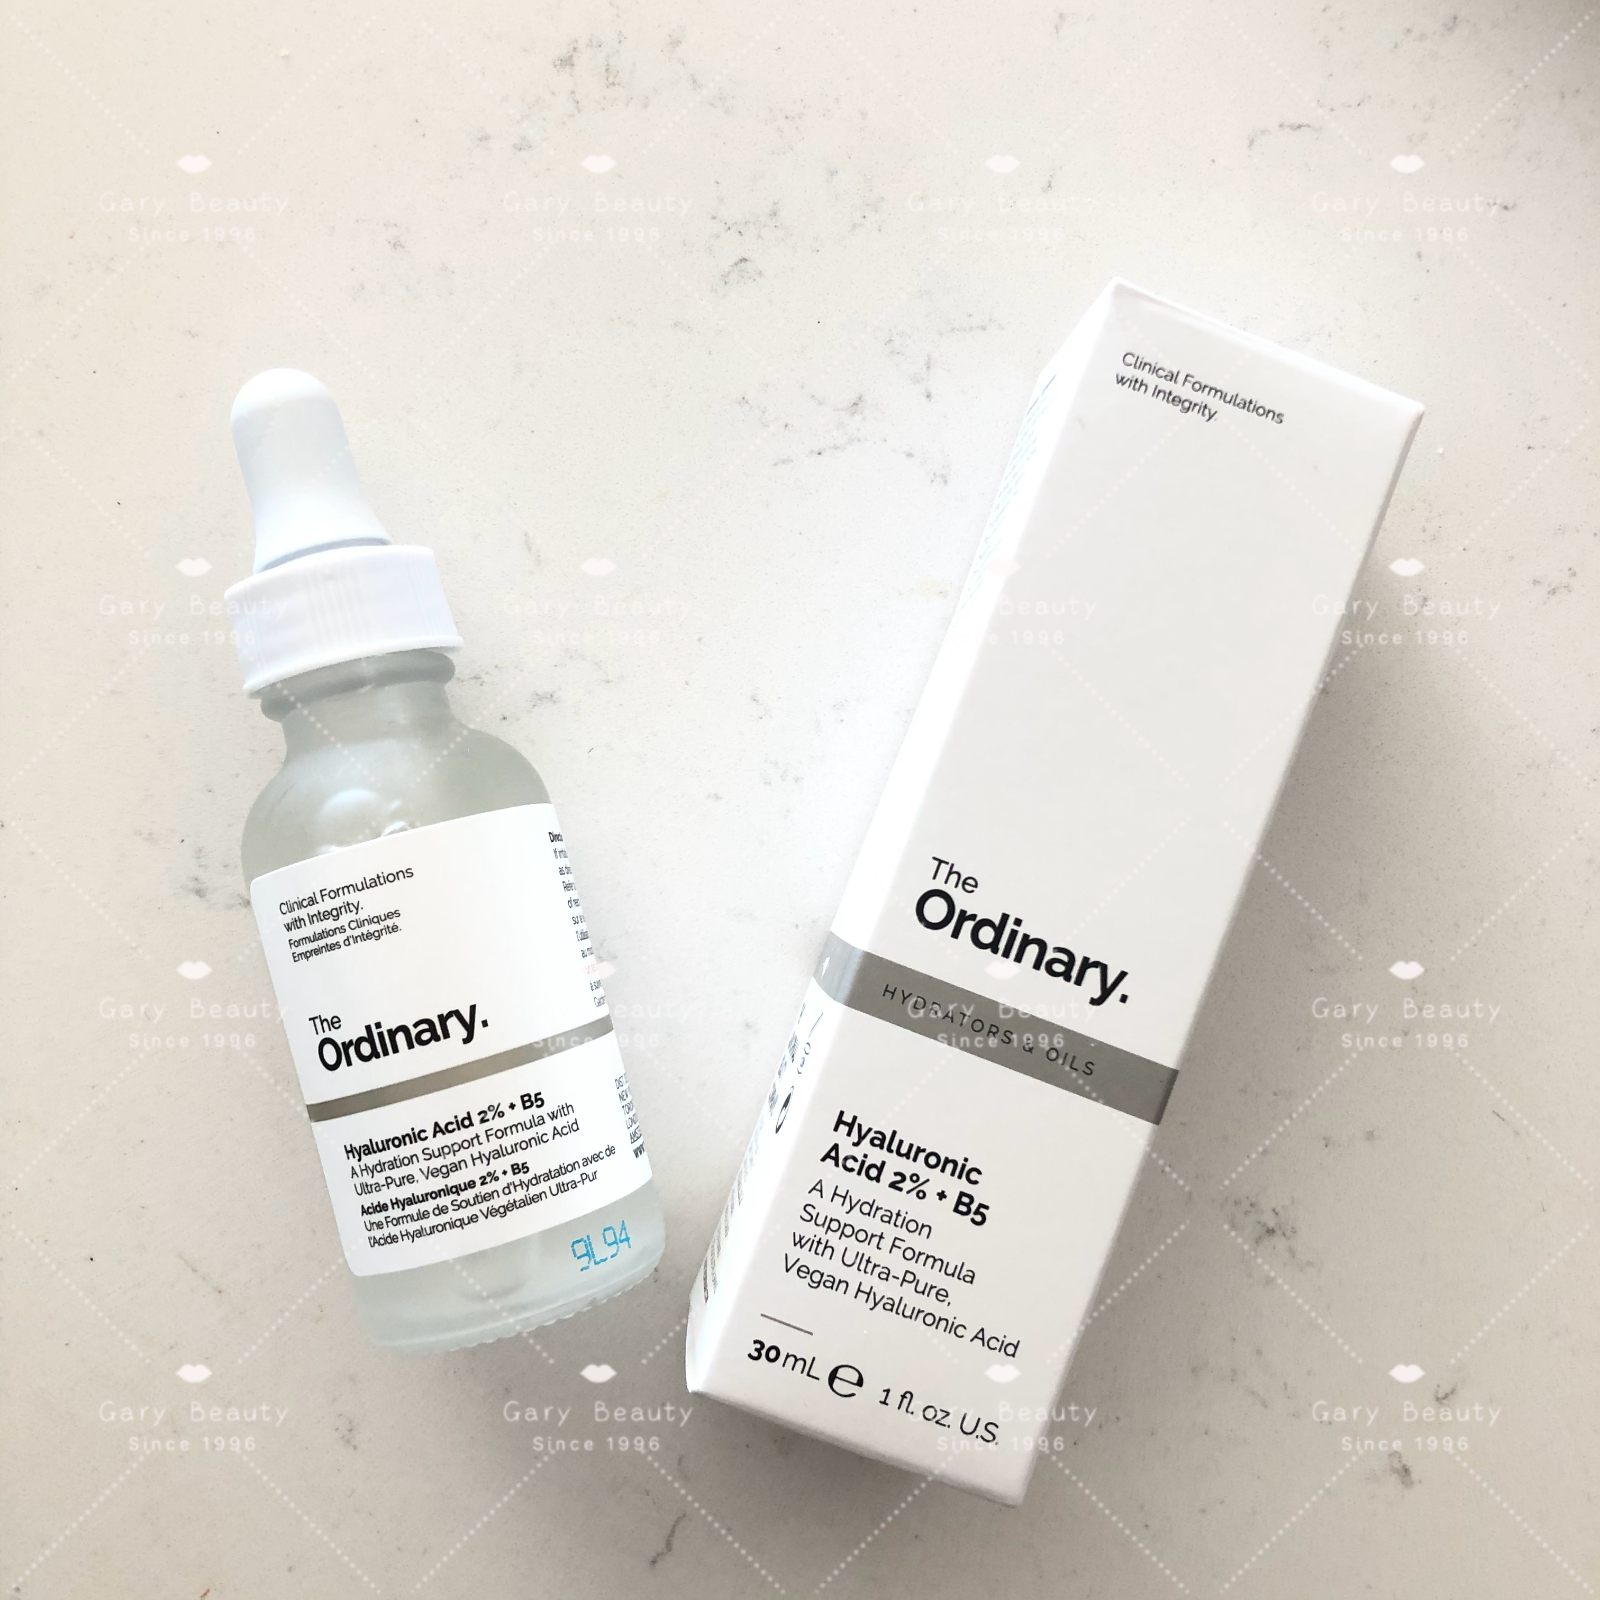 Clinical Formulations
with Integrity.
Formulations Cliniques
Empreintes d'Intégrité.
The
Ordinary.
Hyaluronic Acid 2% + B5
A Hydration Support Formula with
Ultra-Pure, Vegan Hyaluronic Acid
Acide Hyaluronique 2% + B5
Une Formule de Soutien d'Hydratation avec de
l'Acide Hyaluronique Végétalien Ultra-Pur
9L94
Clinical Formulations
with Integrity.
The
Ordinary.
HYDRATORS & OILS
Hyaluronic
Acid 2% + B5
A Hydration
Support Formula
with Ultra-Pure,
Vegan Hyaluronic Acid
30 mL e 1 fl. oz. U.S.
Gary Beauty
Since 1996